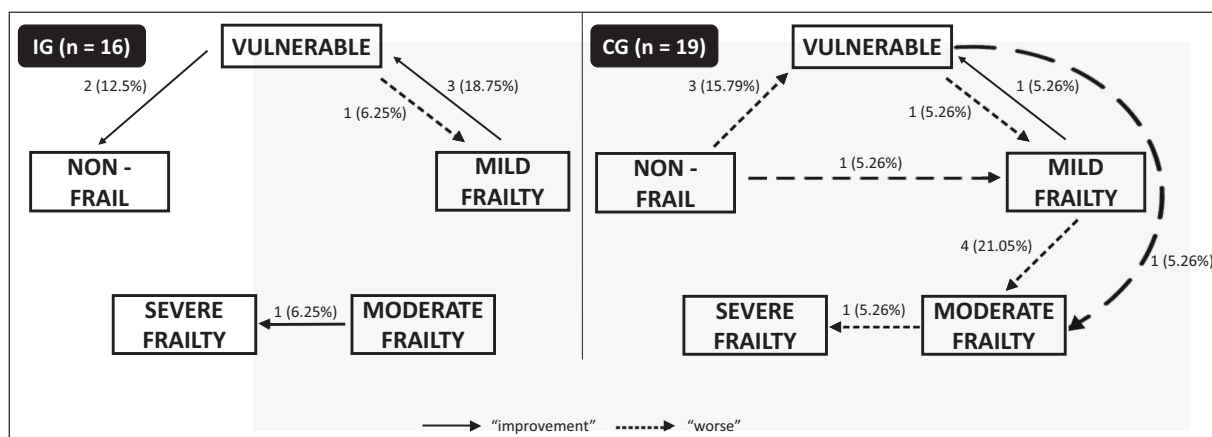 IG (n = 16)
VULNERABLE
2 (12.5%)
3 (18.75%)
1 (6.25%)
NON -
FRAIL
MILD
FRAILTY
SEVERE
FRAILTY
1 (6.25%)
MODERATE
FRAILTY
CG (n = 19)
VULNERABLE
3 (15.79%)
1 (5.26%)
1 (5.26%)
NON -
FRAIL
1 (5.26%)
MILD
FRAILTY
4 (21.05%)
1 (5.26%)
SEVERE
FRAILTY
1 (5.26%)
MODERATE
FRAILTY
“improvement”
“worse”